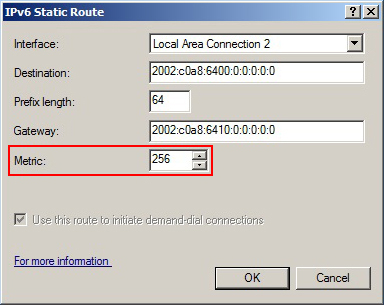 IPv6 Static Route
Interface: Local Area Connection 2
Destination: 2002:c0a8:6400:0:0:0:0:0
Prefix length: 64
Gateway: 2002:c0a8:6410:0:0:0:0:0
Metric: 256
Use this route to initiate demand-dial connections
For more information
OK Cancel